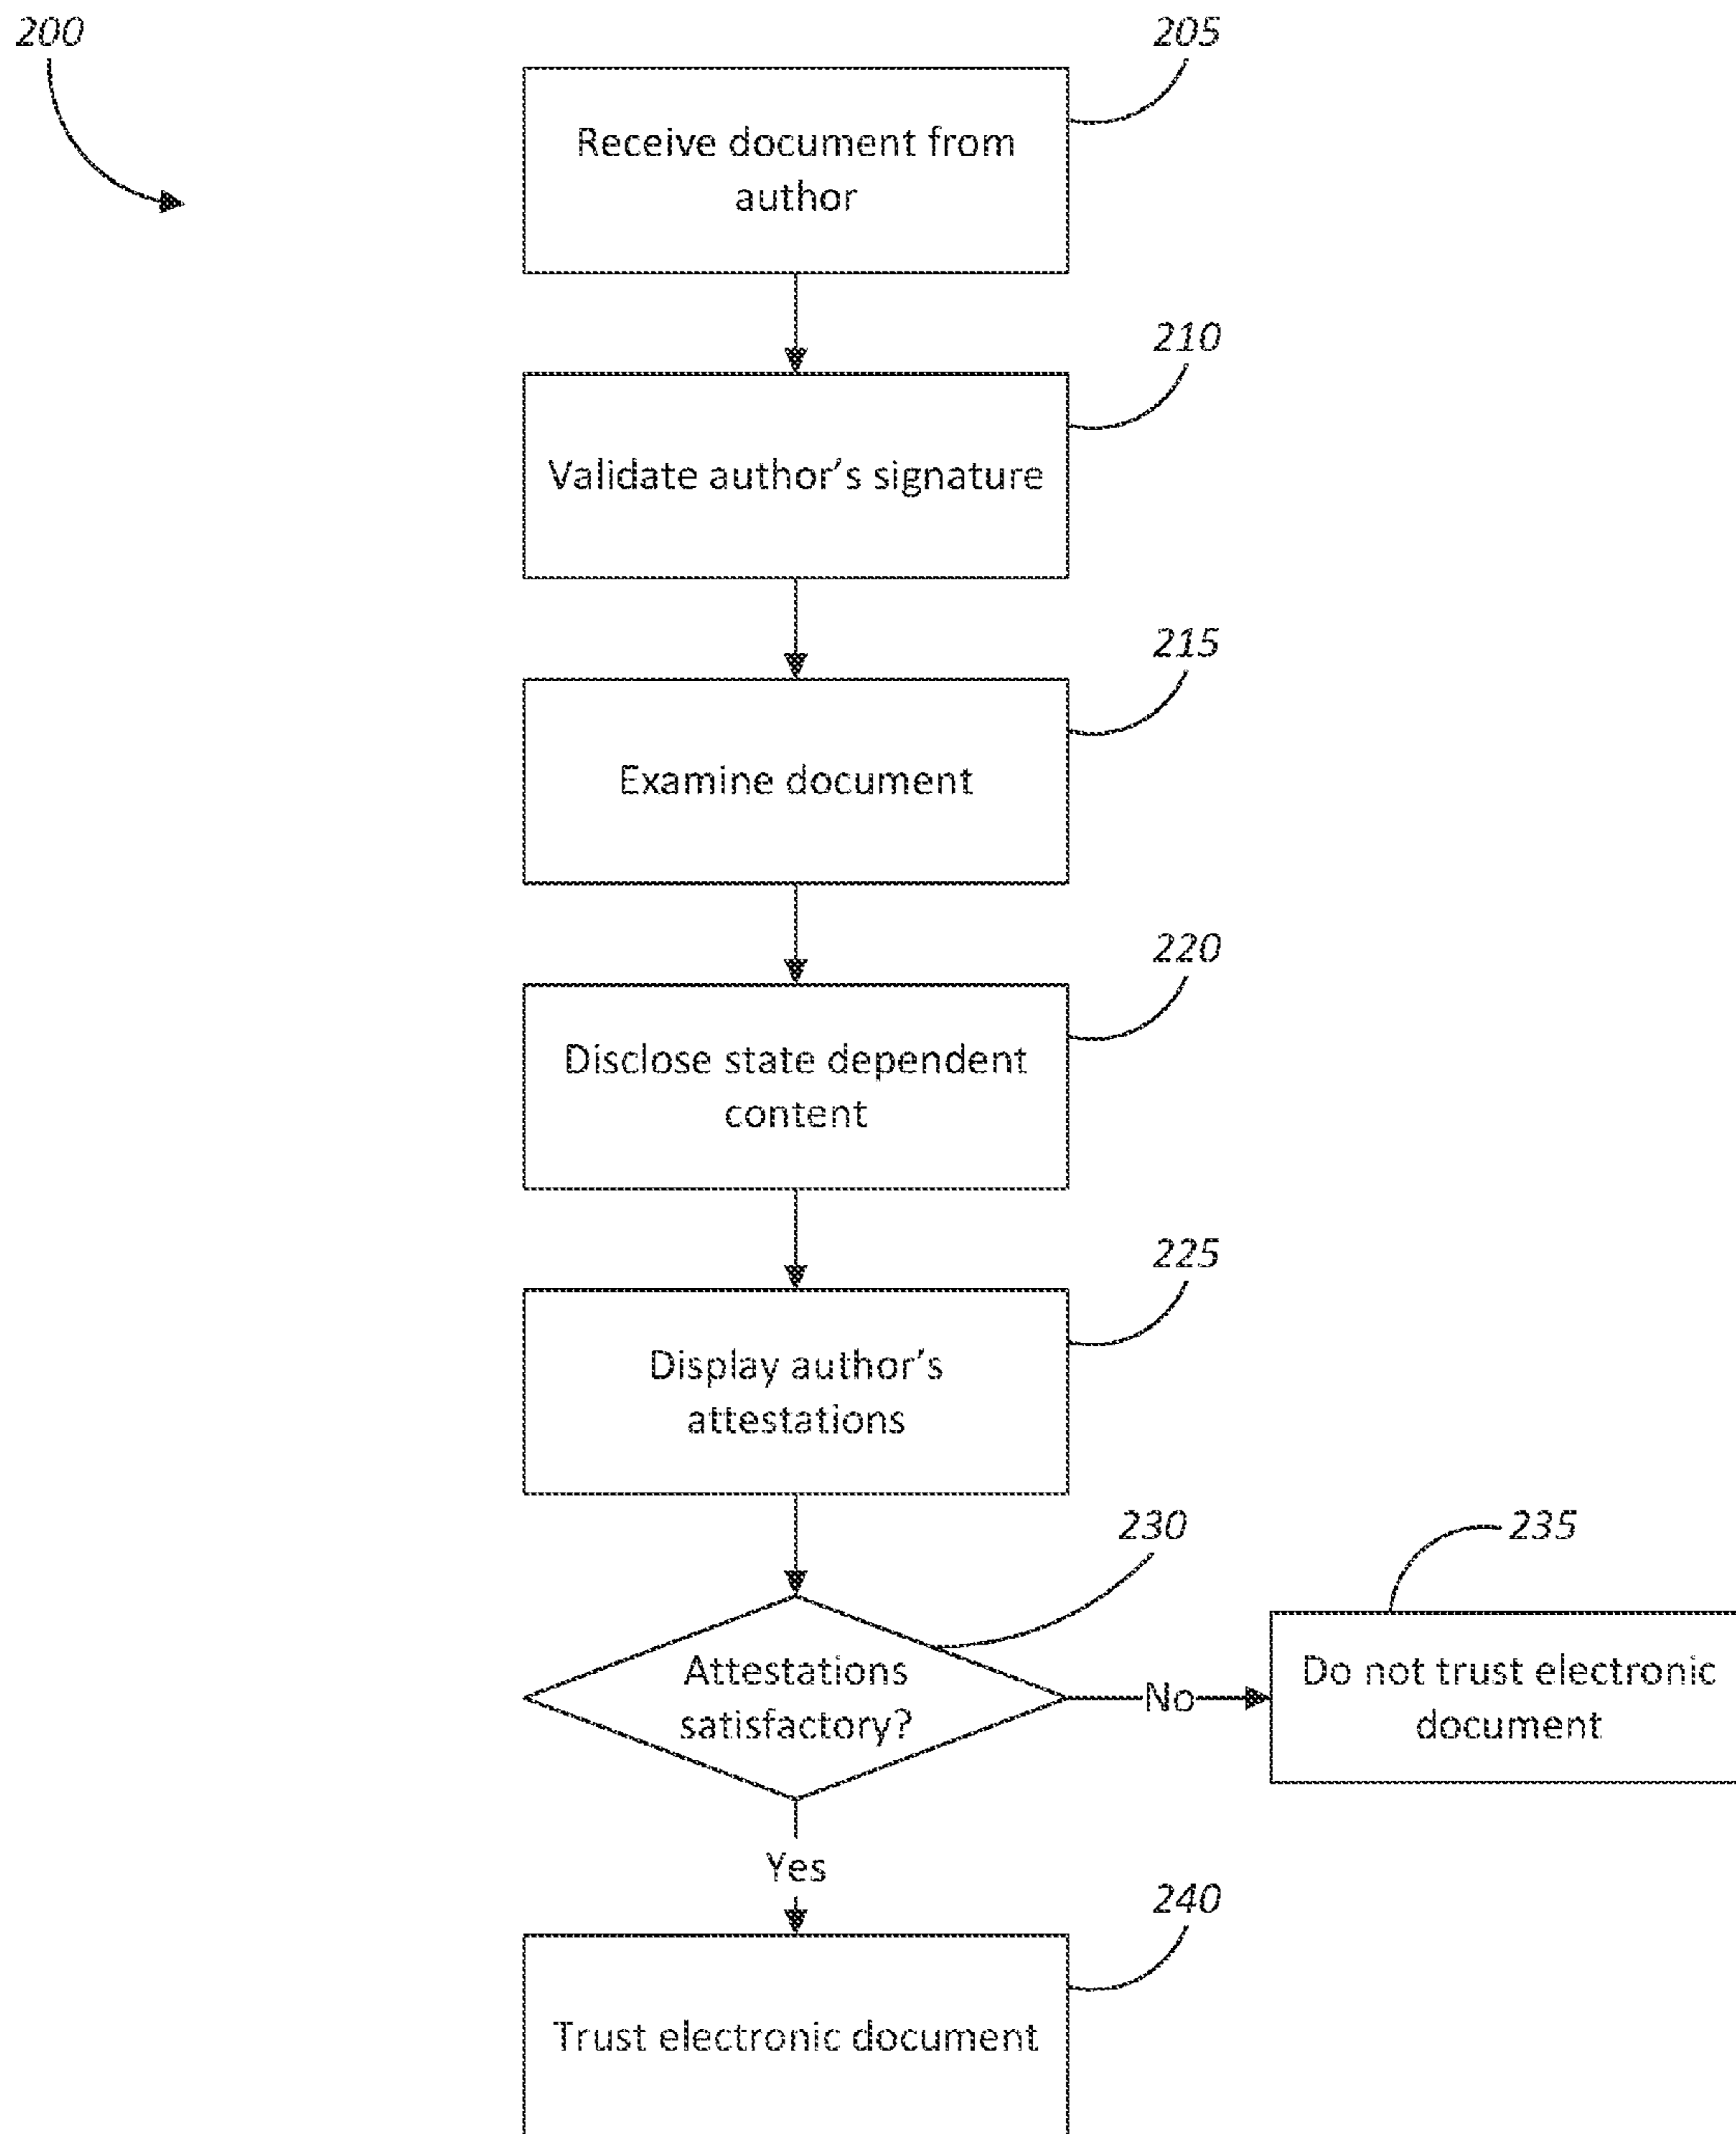 200
205
Receive document from
author
210
Validate author's signature
215
Examine document
220
Disclose state dependent
content
225
Display author's
attestations
230
235
Attestations
satisfactory?
No
Do not trust electronic
document
Yes
240
Trust electronic document